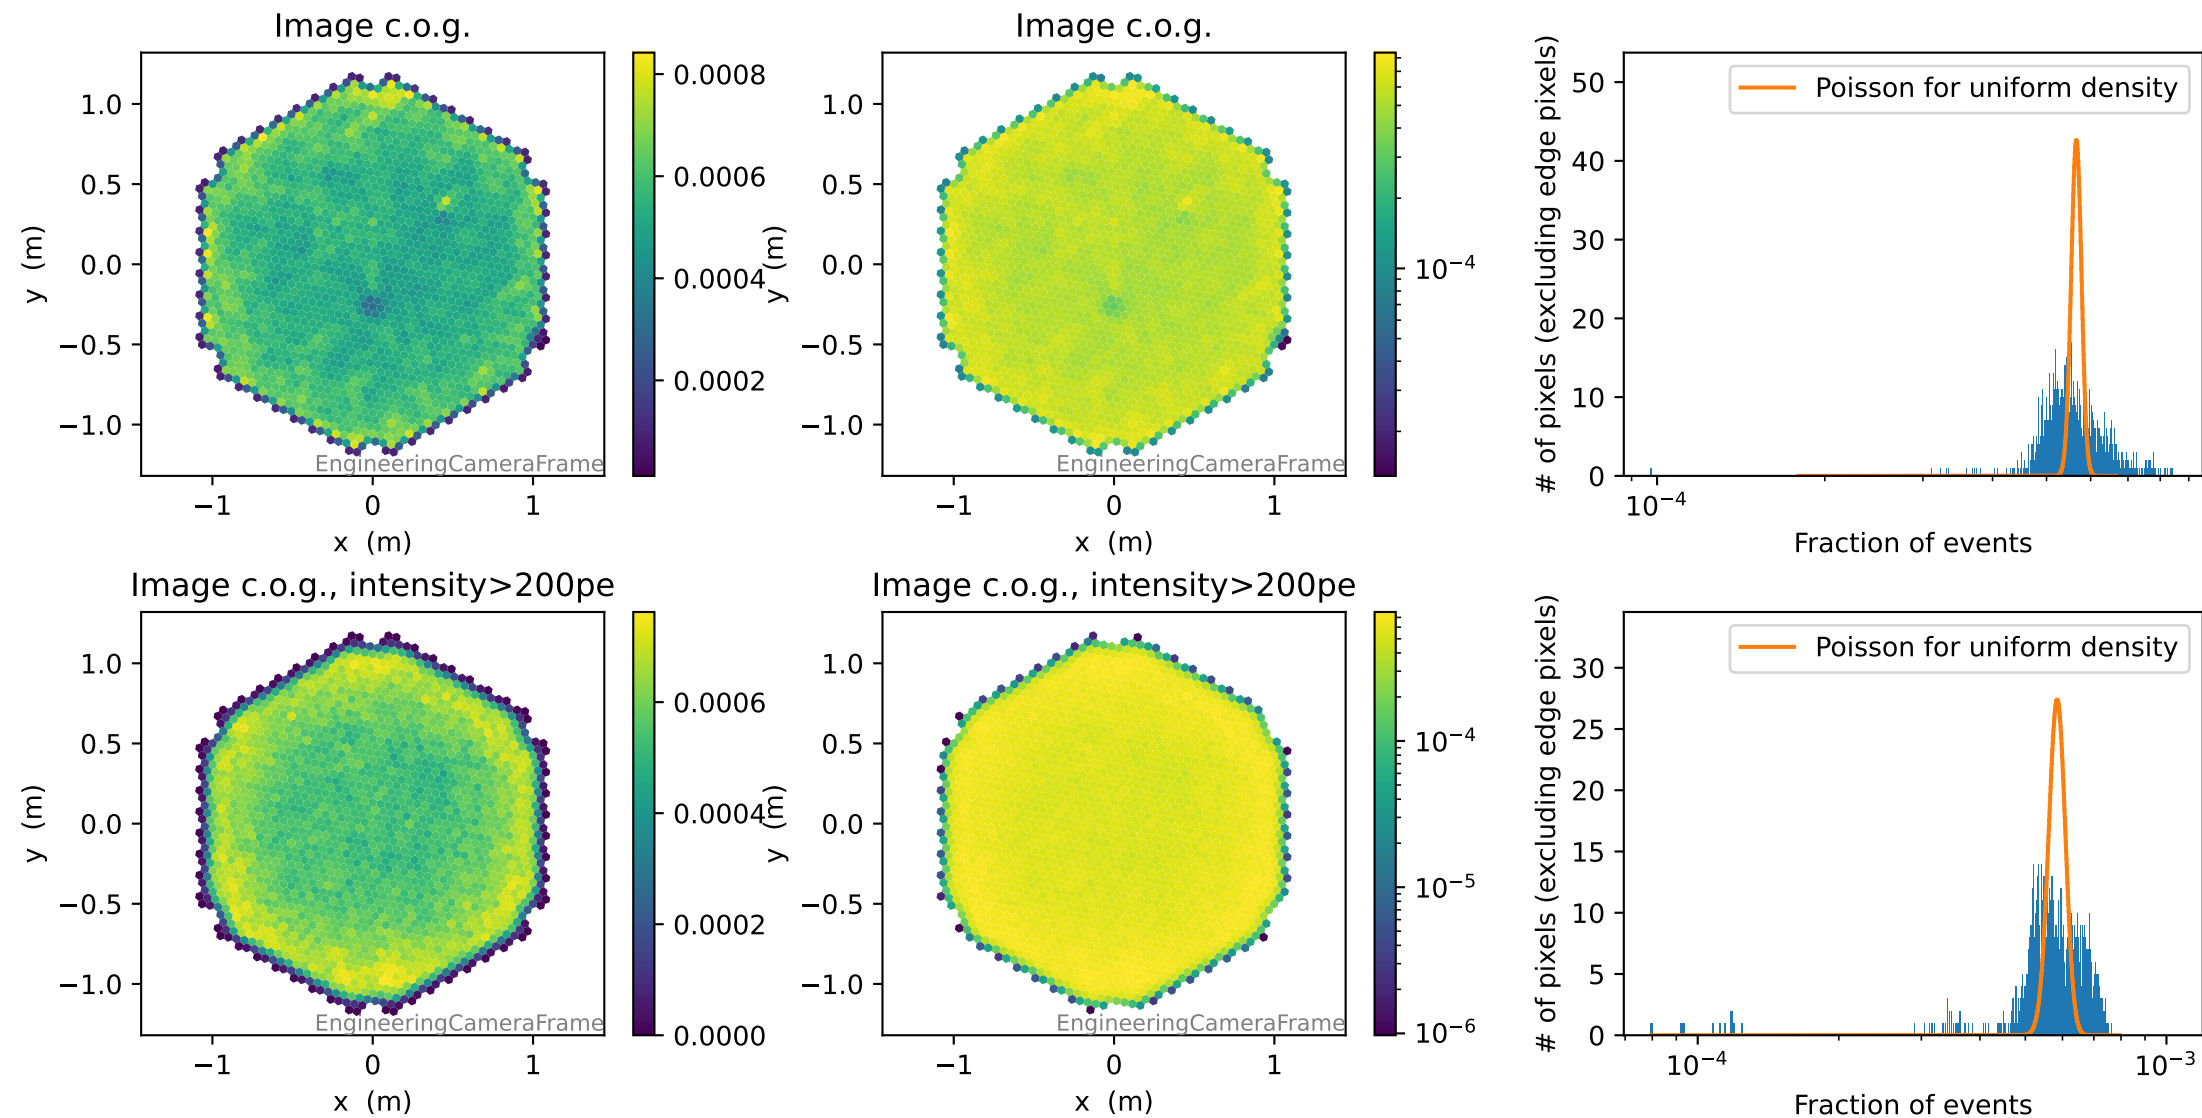 Image c.o.g.
1.0
0.5
0.0
−0.5
−1.0
−1
0
1
y (m)
x (m)
EngineeringCameraFrame
0.0008
0.0006
0.0004
0.0002
Image c.o.g.
1.0
0.5
0.0
−0.5
−1.0
−1
0
1
y (m)
x (m)
EngineeringCameraFrame
10−4
# of pixels (excluding edge pixels)
50
40
30
20
10
0
10−4
Fraction of events
Poisson for uniform density
Image c.o.g., intensity>200pe
1.0
0.5
0.0
−0.5
−1.0
−1
0
1
y (m)
x (m)
EngineeringCameraFrame
0.0006
0.0004
0.0002
0.0000
Image c.o.g., intensity>200pe
1.0
0.5
0.0
−0.5
−1.0
−1
0
1
y (m)
x (m)
EngineeringCameraFrame
10−4
10−5
10−6
# of pixels (excluding edge pixels)
30
25
20
15
10
5
0
10−4
10−3
Fraction of events
Poisson for uniform density